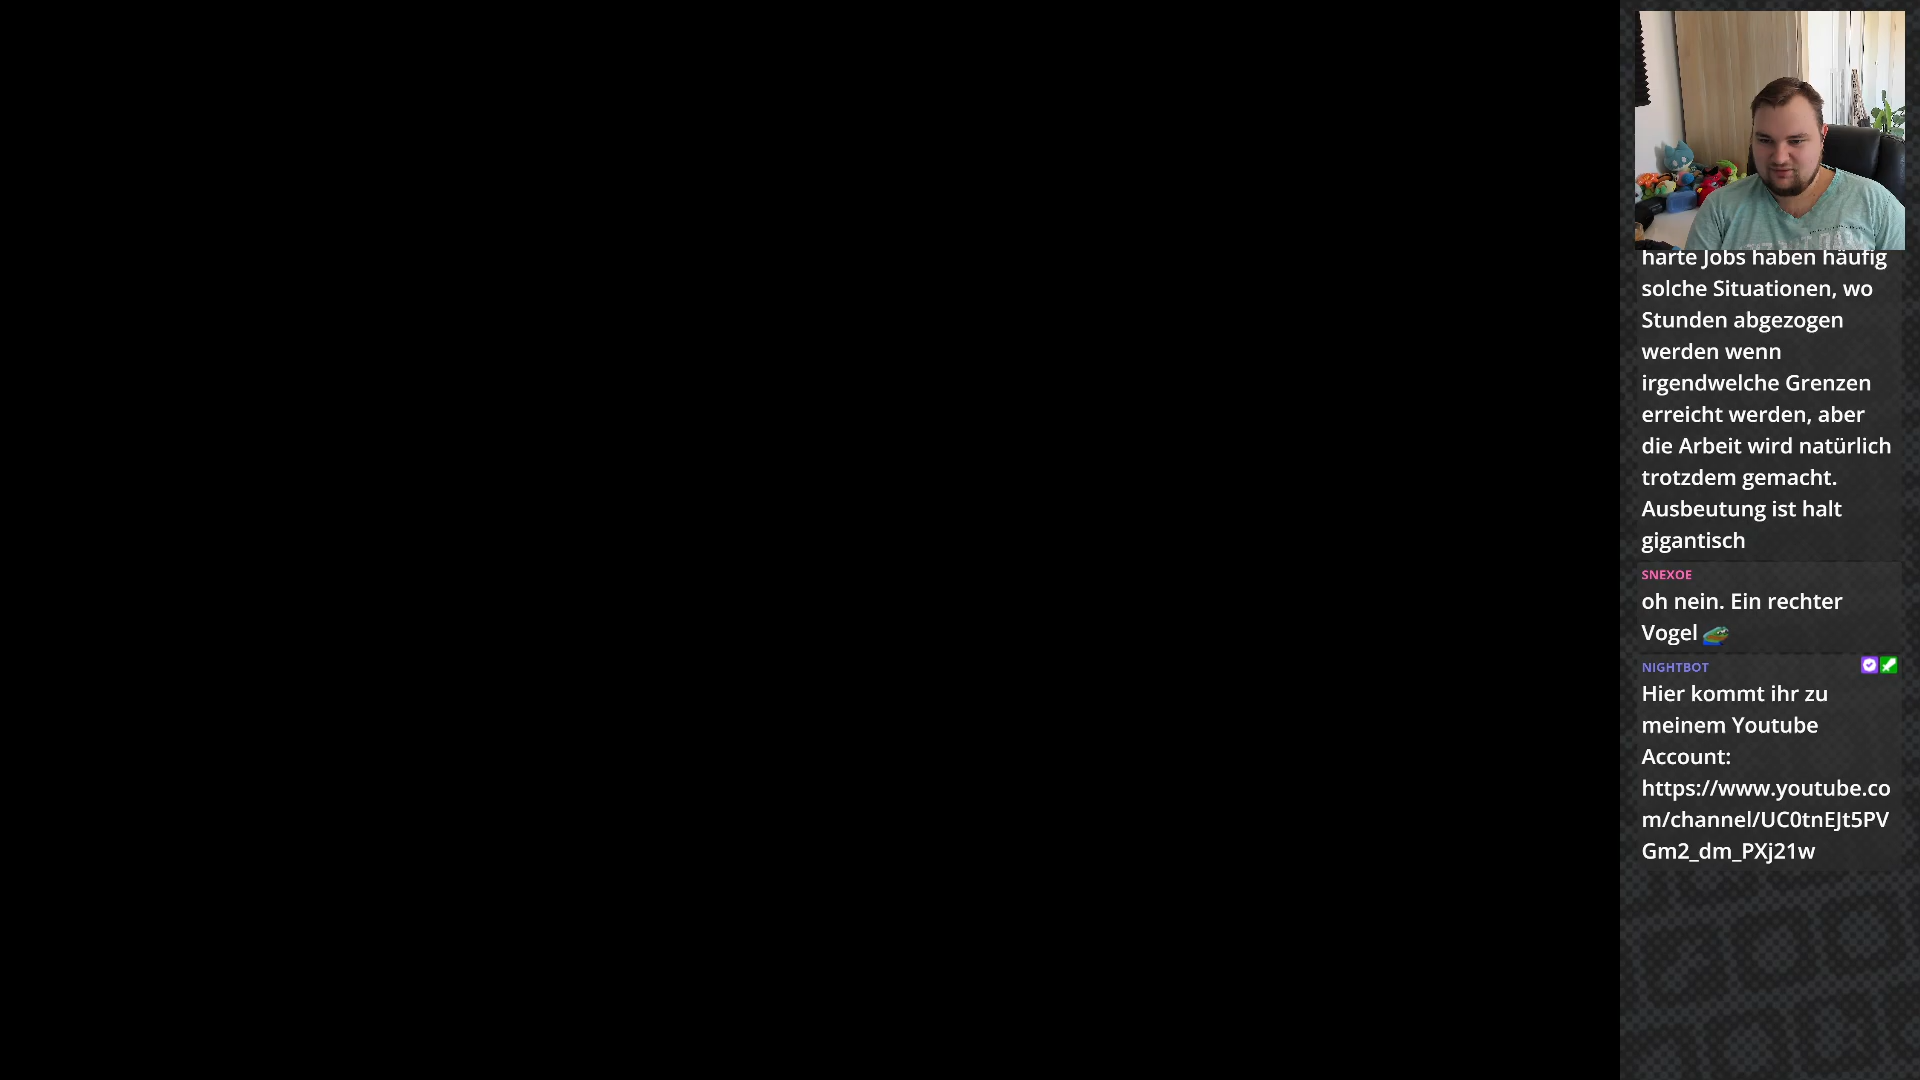 harte Jobs haben häufig
solche Situationen, wo
Stunden abgezogen
werden wenn
irgendwelche Grenzen
erreicht werden, aber
die Arbeit wird natürlich
trotzdem gemacht.
Ausbeutung ist halt
gigantisch
SNEXOE
oh nein. Ein rechter
Vogel
NIGHTBOT
Hier kommt ihr zu
meinem Youtube
Account:
https://www.youtube.co
m/channel/UC0tnEJt5PV
Gm2_dm_PXj21w